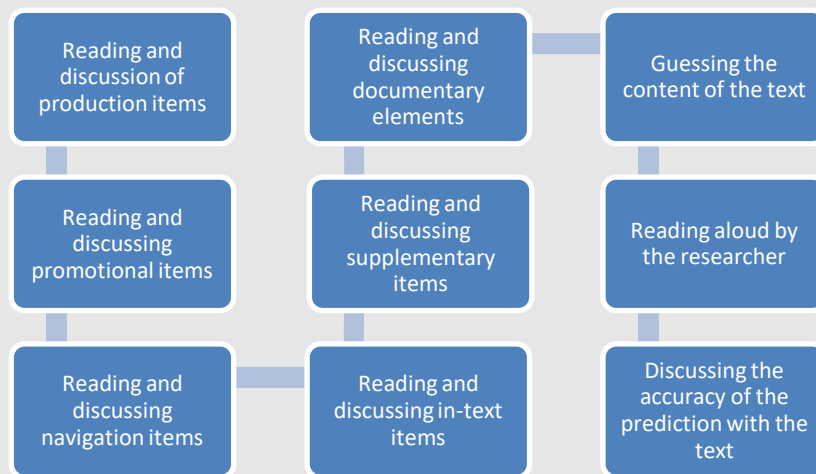 Reading and
discussion of
production items
Reading and
discussing
promotional items
Reading and
discussing
navigation items
Reading and
discussing in-text
items
Reading and
discussing
supplementary
items
Reading and
discussing
documentary
elements
Guessing the
content of the text
Reading aloud by
the researcher
Discussing the
accuracy of the
prediction with the
text